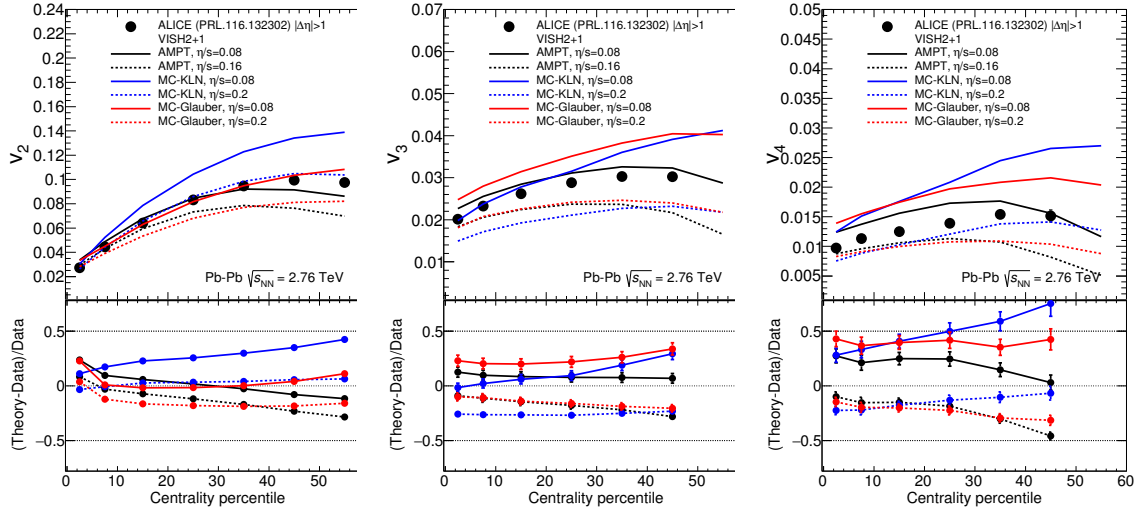 0.24
0.22
0.2
0.18
0.16
0.14
0.12
0.1
0.08
0.06
0.04
0.02
v2
ALICE (PRL.116.132302) |Δη|>1
VISH2+1
AMPT, η/s=0.08
AMPT, η/s=0.16
MC-KLN, η/s=0.08
MC-KLN, η/s=0.2
MC-Glauber, η/s=0.08
MC-Glauber, η/s=0.2
Pb-Pb √sNN = 2.76 TeV
0.5
0
−0.5
(Theory-Data)/Data
0 10 20 30 40 50
Centrality percentile
0.07
0.06
0.05
0.04
0.03
0.02
0.01
0.00
v3
ALICE (PRL.116.132302) |Δη|>1
VISH2+1
AMPT, η/s=0.08
AMPT, η/s=0.16
MC-KLN, η/s=0.08
MC-KLN, η/s=0.2
MC-Glauber, η/s=0.08
MC-Glauber, η/s=0.2
Pb-Pb √sNN = 2.76 TeV
0.5
0
−0.5
(Theory-Data)/Data
0 10 20 30 40 50
Centrality percentile
0.050
0.045
0.040
0.035
0.030
0.025
0.020
0.015
0.010
0.005
v4
ALICE (PRL.116.132302) |Δη|>1
VISH2+1
AMPT, η/s=0.08
AMPT, η/s=0.16
MC-KLN, η/s=0.08
MC-KLN, η/s=0.2
MC-Glauber, η/s=0.08
MC-Glauber, η/s=0.2
Pb-Pb √sNN = 2.76 TeV
0.5
0
−0.5
(Theory-Data)/Data
0 10 20 30 40 50 60
Centrality percentile